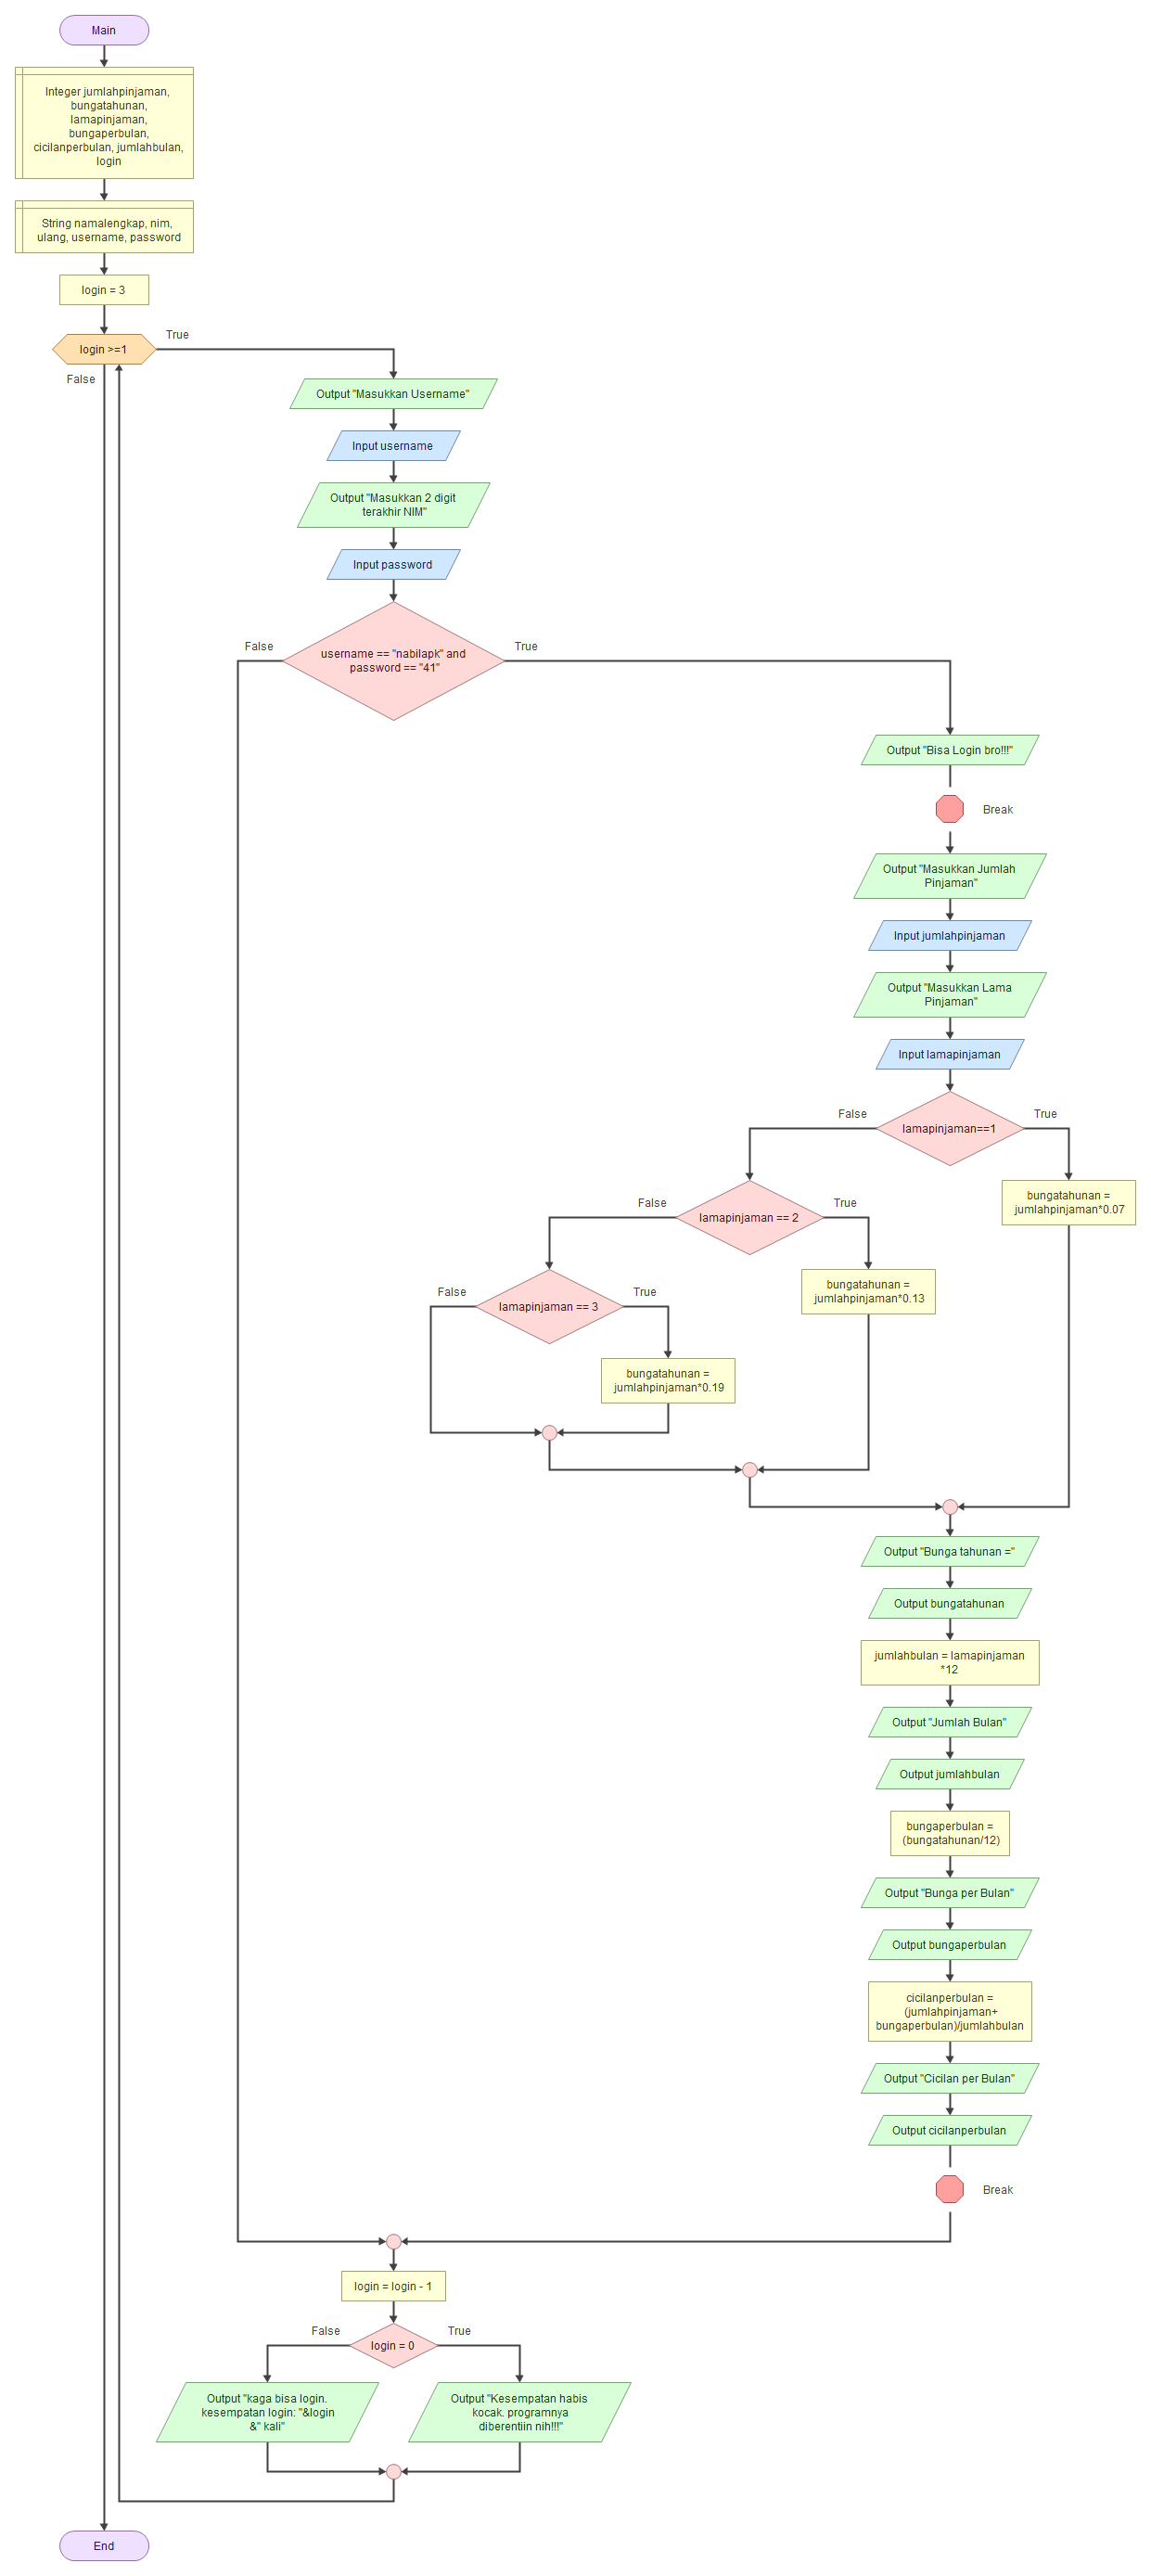 Main
Integer jumlahpinjaman,
bungatahunan,
lamapinjaman,
bungaperbulan,
cicilanperbulan, jumlahbulan,
login
String namalengkap, nim,
ulang, username, password
login = 3
login >=1
True
False
Output "Masukkan Username"
Input username
Output "Masukkan 2 digit
terakhir NIM"
Input password
username == "nabilapk" and
password == "41"
False
True
Output "Bisa Login bro!!!"
Break
Output "Masukkan Jumlah
Pinjaman"
Input jumlahpinjaman
Output "Masukkan Lama
Pinjaman"
Input lamapinjaman
lamapinjaman==1
False
True
bungatahunan =
jumlahpinjaman*0.07
lamapinjaman == 2
False
True
bungatahunan =
jumlahpinjaman*0.13
lamapinjaman == 3
False
True
bungatahunan =
jumlahpinjaman*0.19
Output "Bunga tahunan ="
Output bungatahunan
jumlahbulan = lamapinjaman
*12
Output "Jumlah Bulan"
Output jumlahbulan
bungaperbulan =
(bungatahunan/12)
Output "Bunga per Bulan"
Output bungaperbulan
cicilanperbulan =
(jumlahpinjaman+
bungaperbulan)/jumlahbulan
Output "Cicilan per Bulan"
Output cicilanperbulan
Break
login = login - 1
login = 0
False
True
Output "kaga bisa login.
kesempatan login: "&login
&" kali"
Output "Kesempatan habis
kocak. programnya
diberentiin nih!!!"
End